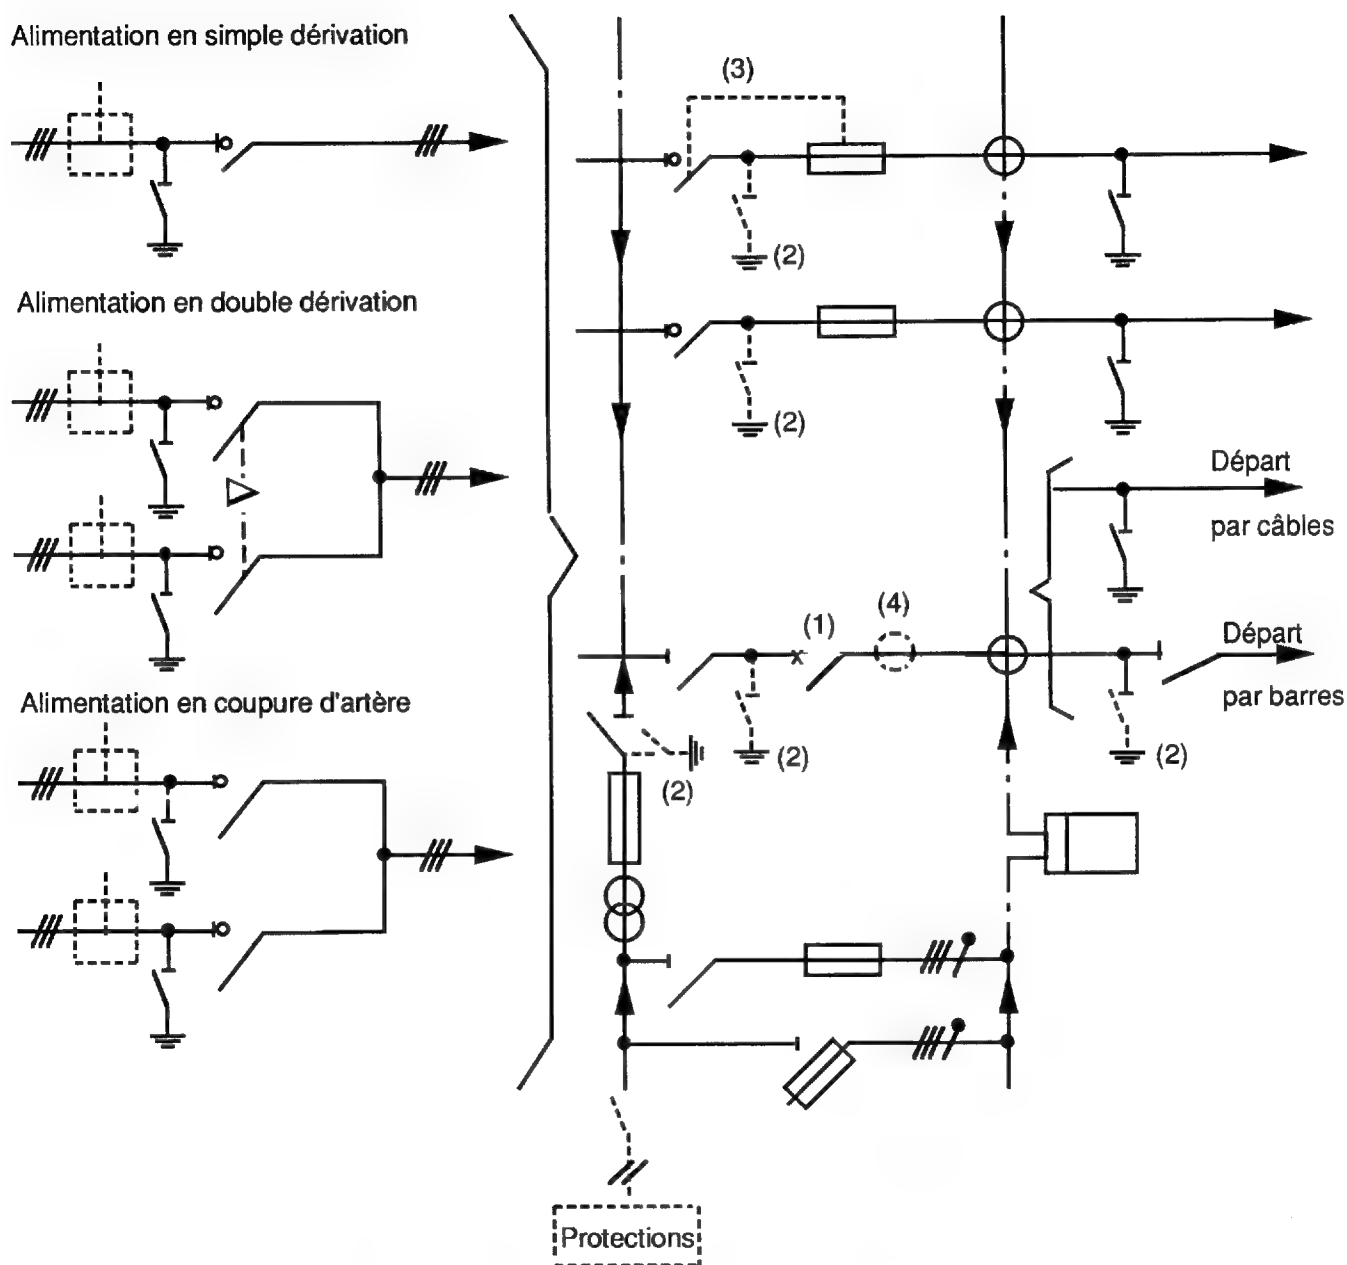 Alimentation en simple dérivation
(3)
(2)
Alimentation en double dérivation
(2)
Départ
par câbles
(1)
(4)
Départ
par barres
(2)
(2)
Alimentation en coupure d'artère
(2)
Protections